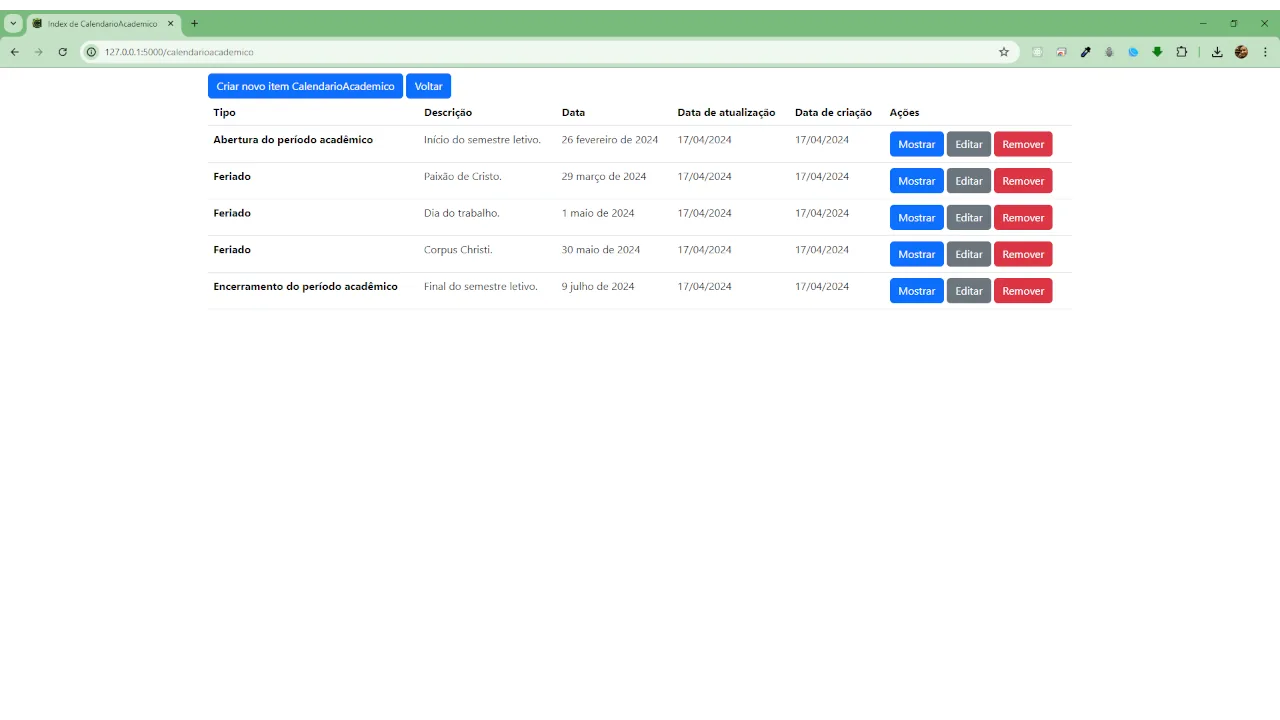 Index de CalendarioAcademico
127.0.0.1:5000/calendarioacademico
Criar novo item CalendarioAcademico Voltar
Tipo Descrição Data Data de atualização Data de criação Ações
Abertura do período acadêmico Início do semestre letivo. 26 fevereiro de 2024 17/04/2024 17/04/2024 Mostrar Editar Remover
Feriado Paixão de Cristo. 29 março de 2024 17/04/2024 17/04/2024 Mostrar Editar Remover
Feriado Dia do trabalho. 1 maio de 2024 17/04/2024 17/04/2024 Mostrar Editar Remover
Feriado Corpus Christi. 30 maio de 2024 17/04/2024 17/04/2024 Mostrar Editar Remover
Encerramento do período acadêmico Final do semestre letivo. 9 julho de 2024 17/04/2024 17/04/2024 Mostrar Editar Remover